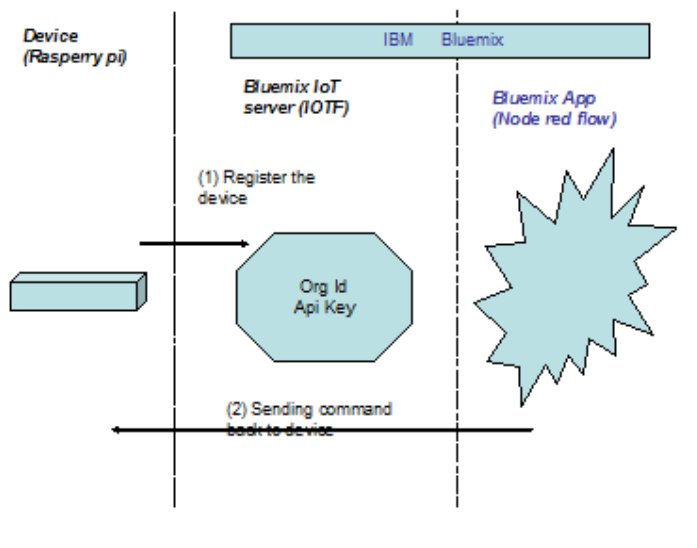 Device
(Rasperry pi)
IBM Bluemix
Bluemix IoT
server (IOTF)
Bluemix App
(Node red flow)
(1) Register the
device
Org Id
Api Key
(2) Sending command
back to device